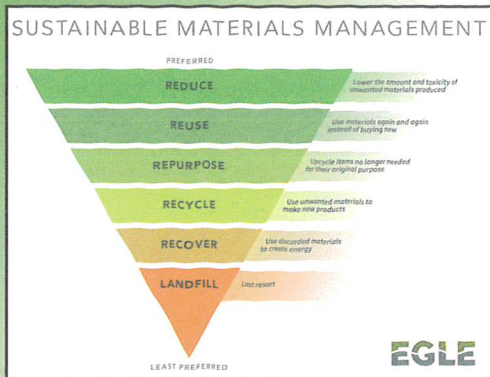 SUSTAINABLE MATERIALS MANAGEMENT
PREFERRED
REDUCE
Lower the amount and toxicity of
unwanted materials produced
REUSE
Use materials again and again
instead of buying new
REPURPOSE
Upcycle items no longer needed
for their original purpose
RECYCLE
Use unwanted materials to
make new products
RECOVER
Use discarded materials
to create energy
LANDFILL
Last resort
LEAST PREFERRED
EGLE